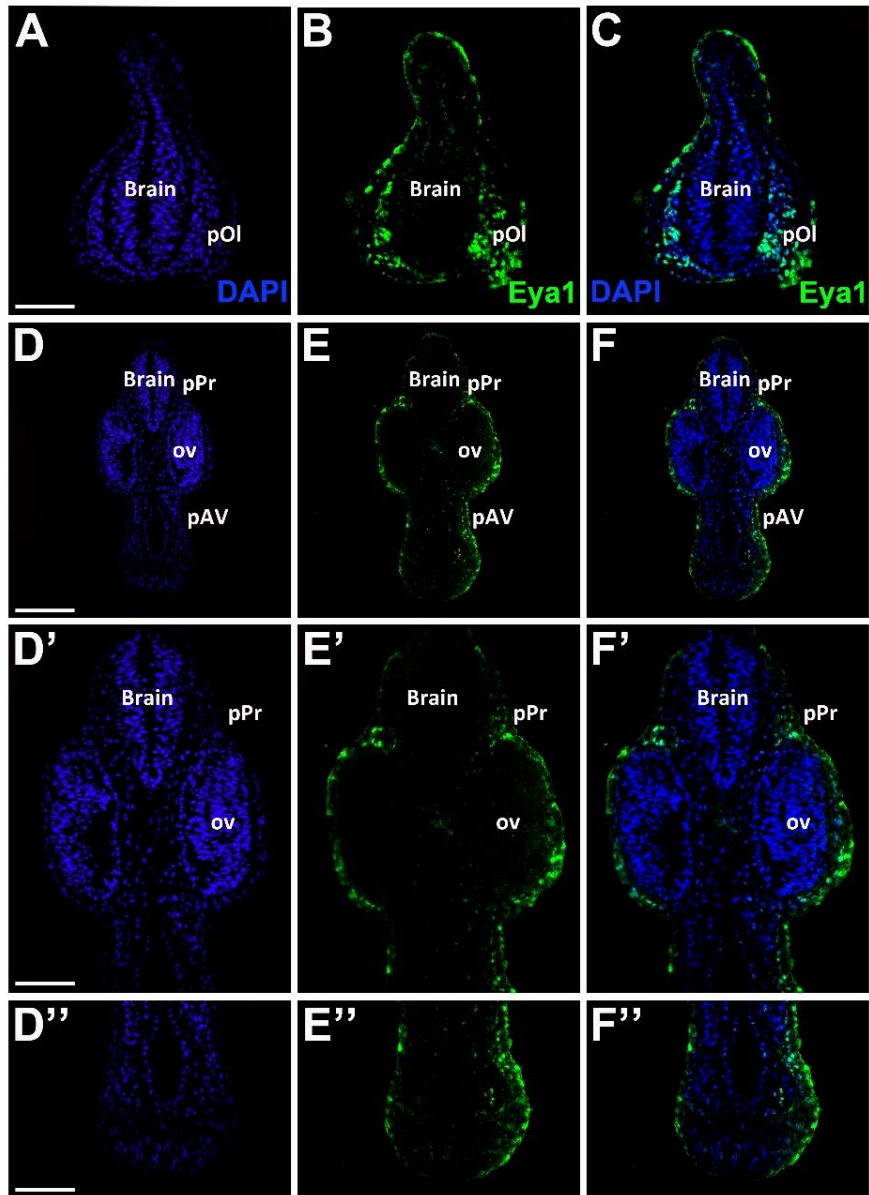 A
Brain
pOl
DAPI
B
Brain
pOl
Eya1
C
Brain
pOl
DAPI Eya1
D
Brain pPr
ov
pAV
E
Brain pPr
ov
pAV
F
Brain pPr
ov
pAV
D’
Brain
pPr
ov
E’
Brain
pPr
ov
F’
Brain
pPr
ov
D’’
E’’
F’’